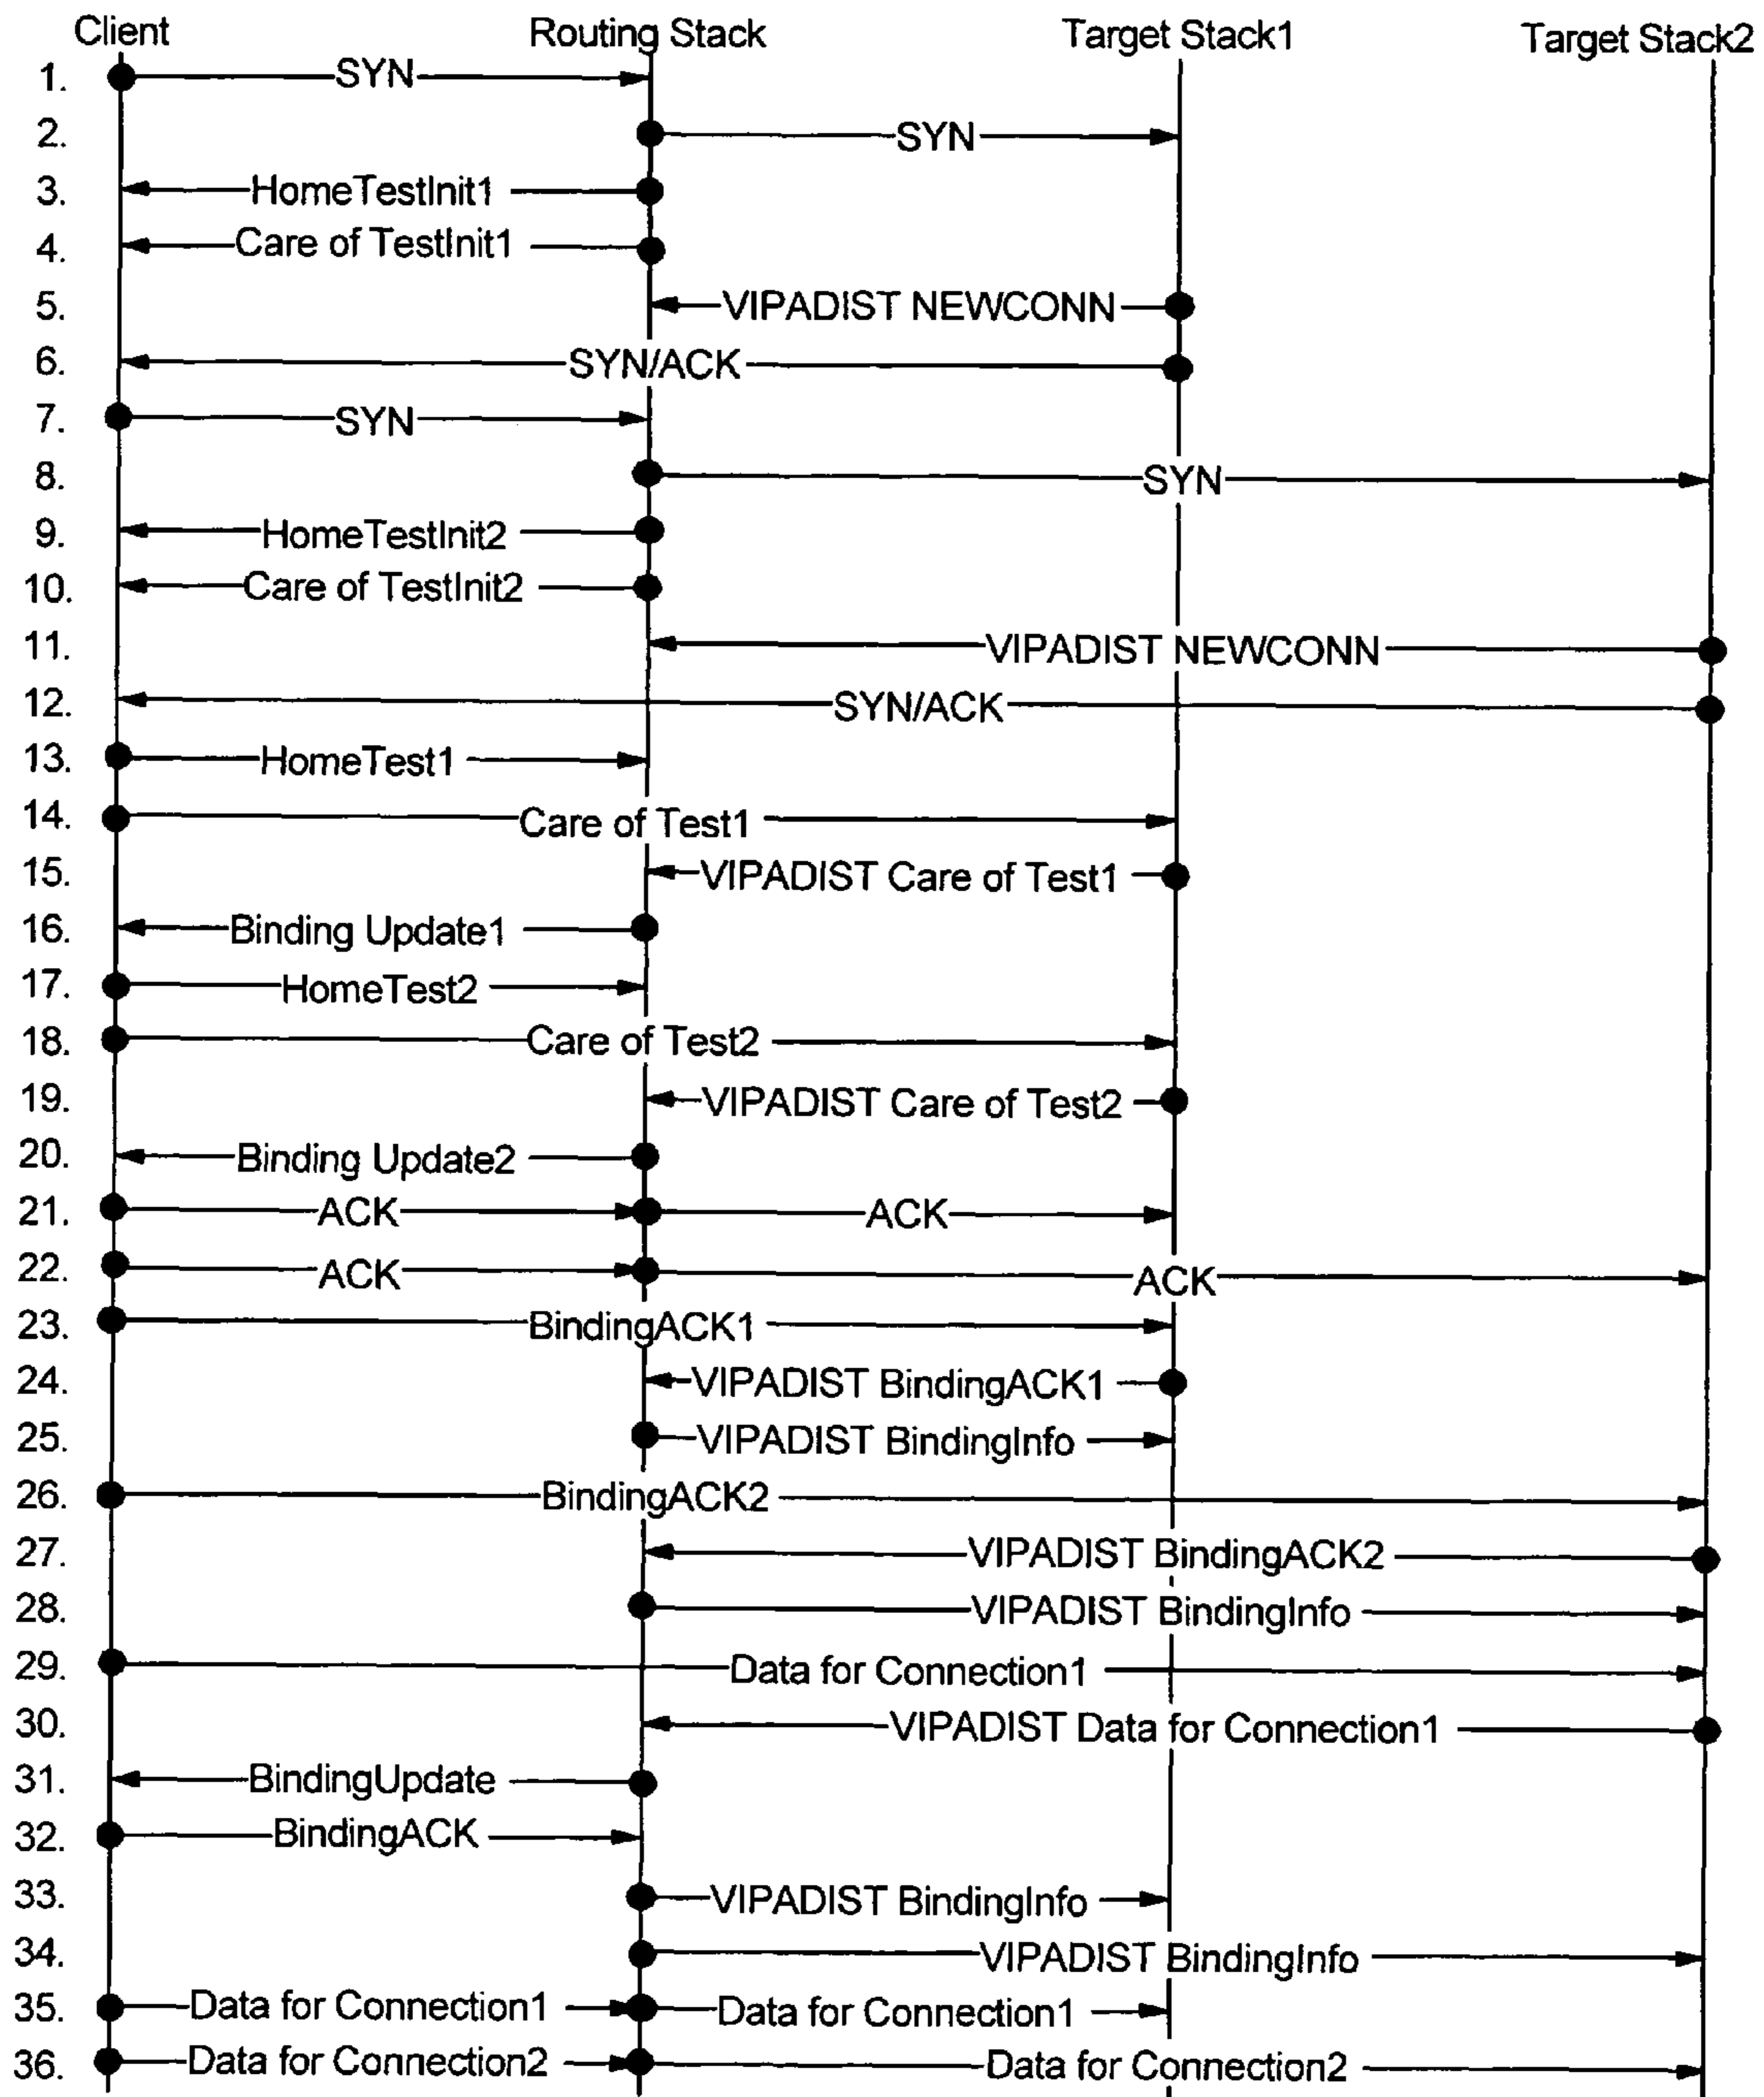 Client Routing Stack Target Stack1 Target Stack2
1. SYN
2. SYN
3. HomeTestInit1
4. Care of TestInit1
5. VIPADIST NEWCONN
6. SYN/ACK
7. SYN
8. SYN
9. HomeTestInit2
10. Care of TestInit2
11. VIPADIST NEWCONN
12. SYN/ACK
13. HomeTest1
14. Care of Test1
15. VIPADIST Care of Test1
16. Binding Update1
17. HomeTest2
18. Care of Test2
19. VIPADIST Care of Test2
20. Binding Update2
21. ACK ACK
22. ACK ACK
23. BindingACK1
24. VIPADIST BindingACK1
25. VIPADIST BindingInfo
26. BindingACK2
27. VIPADIST BindingACK2
28. VIPADIST BindingInfo
29. Data for Connection1
30. VIPADIST Data for Connection1
31. BindingUpdate
32. BindingACK
33. VIPADIST BindingInfo
34. VIPADIST BindingInfo
35. Data for Connection1 Data for Connection1
36. Data for Connection2 Data for Connection2